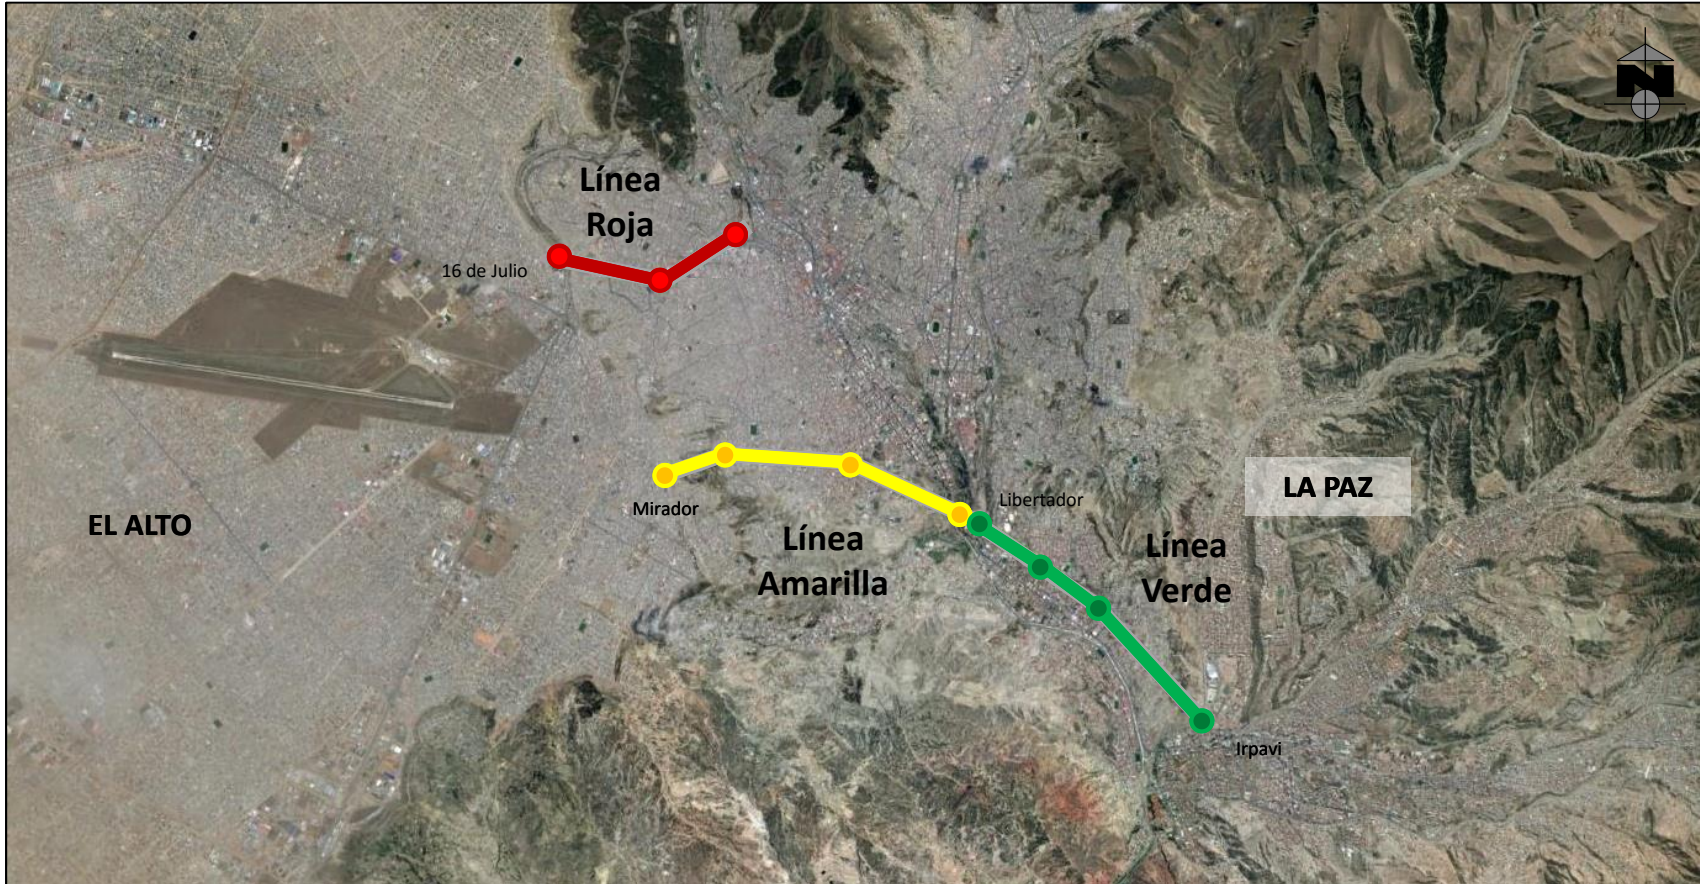 N
Línea
Roja
16 de Julio
Mirador
Libertador
LA PAZ
EL ALTO
Línea
Amarilla
Línea
Verde
Irpavi